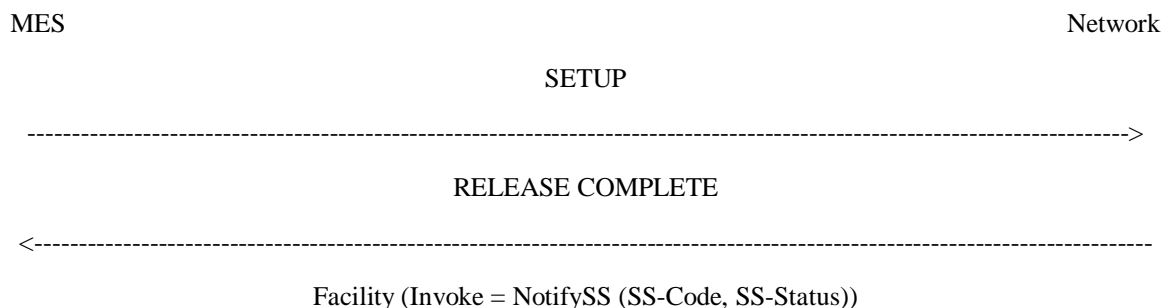 MES Network
SETUP
------------------------------------------------------------------------------------------------------------------------------>
RELEASE COMPLETE
<--------------------------------------------------------------------------------------------------------------------------------
Facility (Invoke = NotifySS (SS-Code, SS-Status))